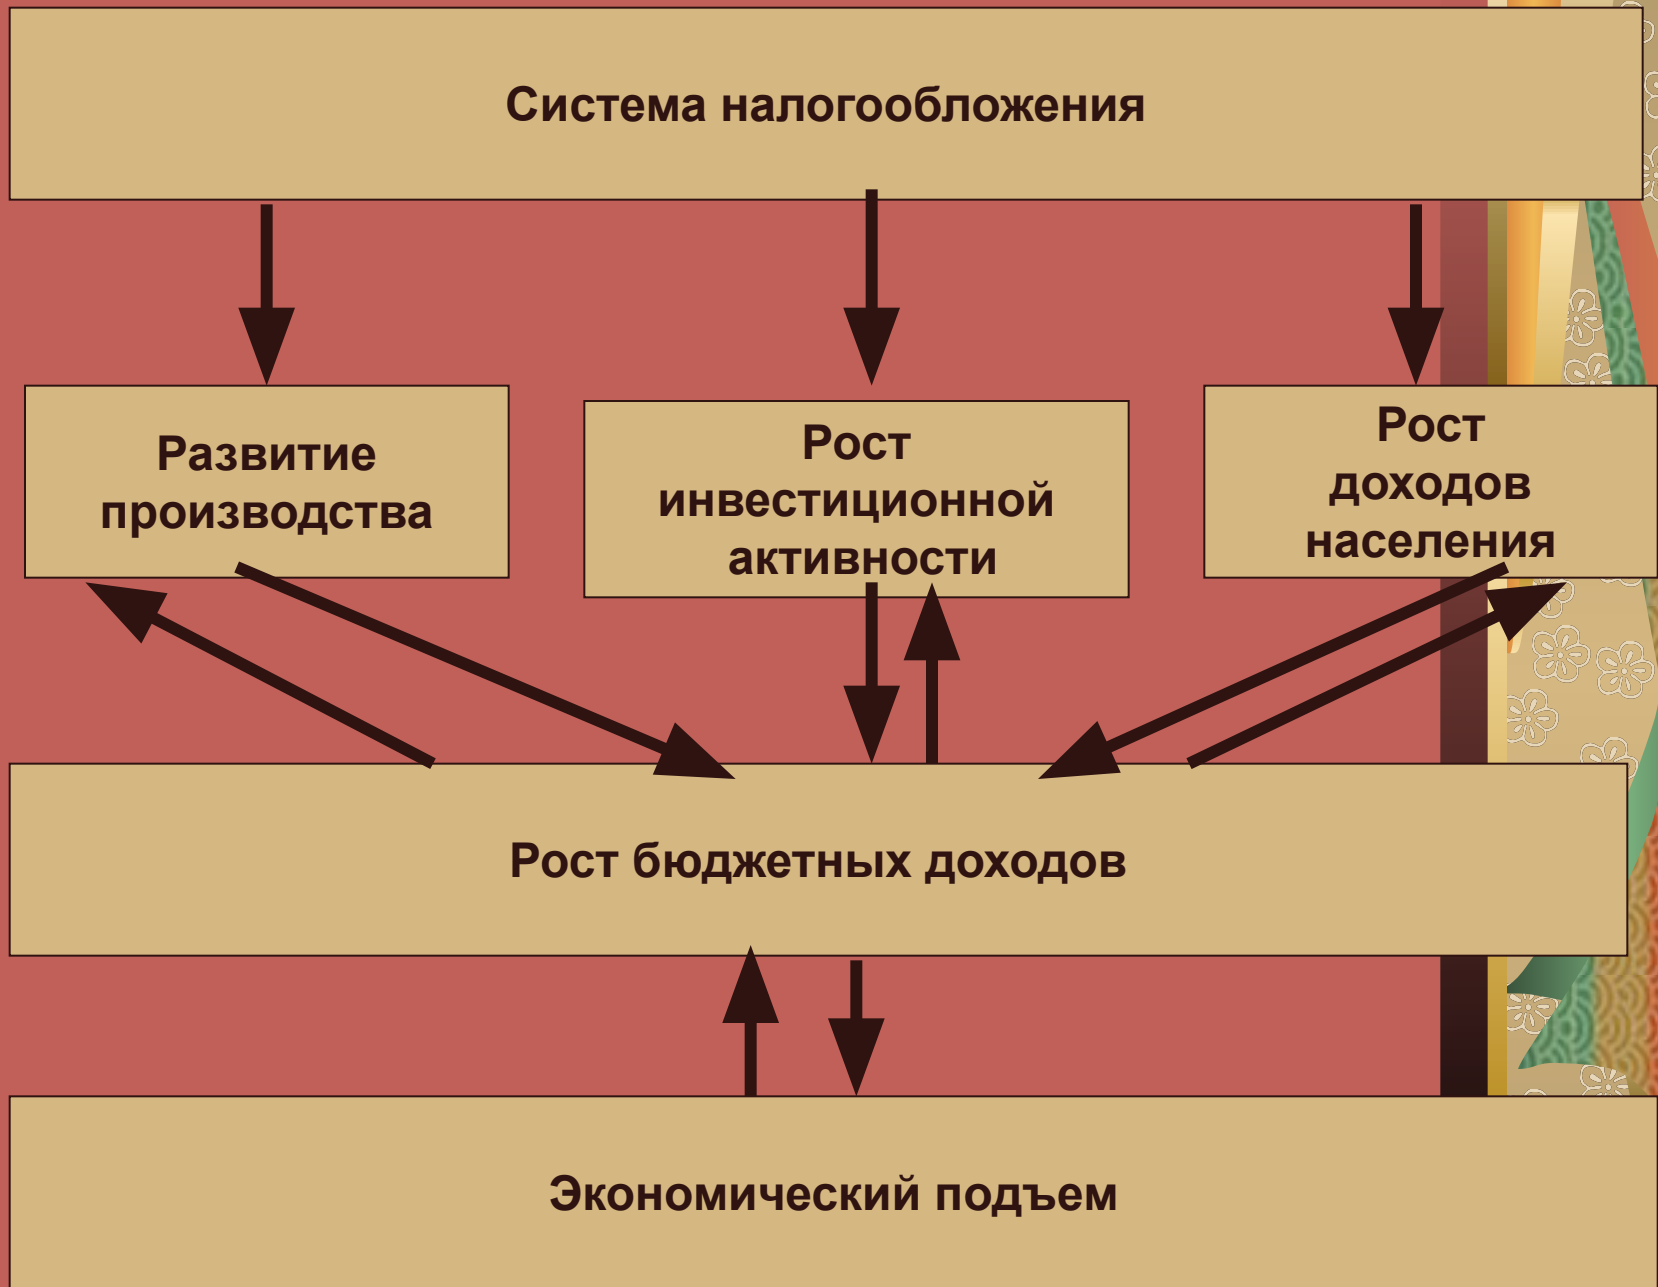 Система налогообложения
Развитие
производства
Рост
инвестиционной
активности
Рост
доходов
населения
Рост бюджетных доходов
Экономический подъем